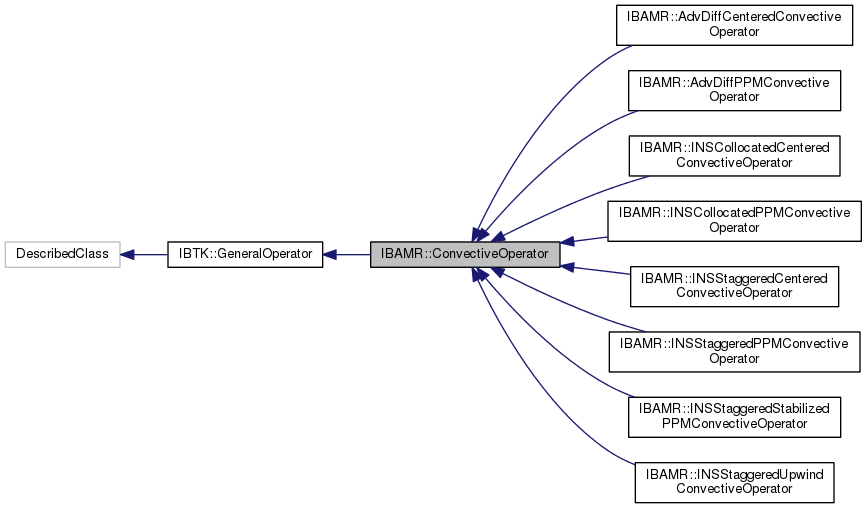 DescribedClass
IBTK::GeneralOperator
IBAMR::ConvectiveOperator
IBAMR::AdvDiffCenteredConvective
Operator
IBAMR::AdvDiffPPMConvective
Operator
IBAMR::INSCollocatedCentered
ConvectiveOperator
IBAMR::INSCollocatedPPMConvective
Operator
IBAMR::INSStaggeredCentered
ConvectiveOperator
IBAMR::INSStaggeredPPMConvective
Operator
IBAMR::INSStaggeredStabilized
PPMConvectiveOperator
IBAMR::INSStaggeredUpwind
ConvectiveOperator